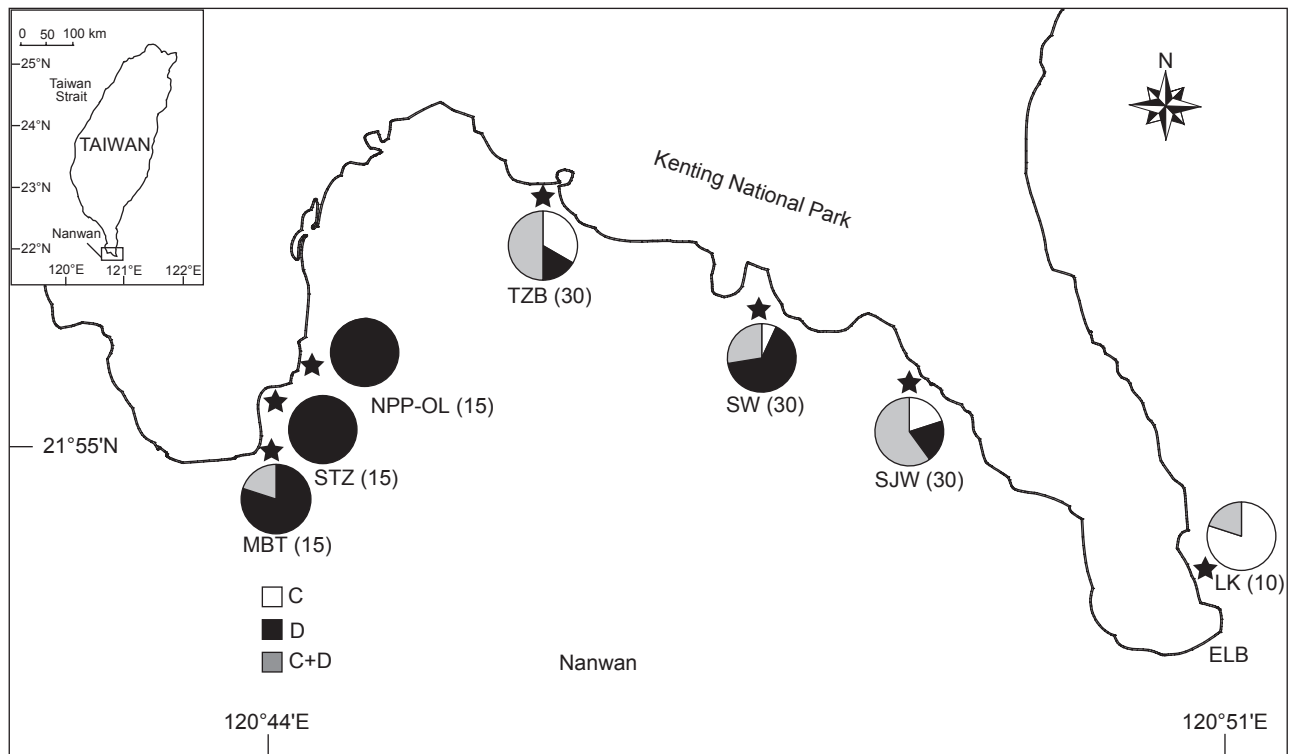 0 50 100 km
25°N
Taiwan
Strait
24°N
TAIWAN
23°N
Nanwan
22°N
120°E 121°E 122°E
N
Kenting National Park
TZB (30)
SW (30)
NPP-OL (15)
21°55'N
STZ (15)
SJW (30)
MBT (15)
LK (10)
C
D
C+D
Nanwan
ELB
120°44'E
120°51'E